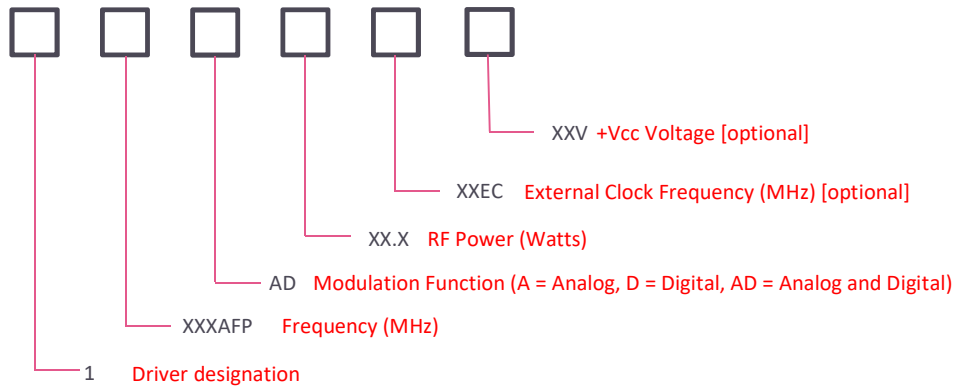 XXV +Vcc Voltage [optional]
XXEC External Clock Frequency (MHz) [optional]
XX.X RF Power (Watts)
AD Modulation Function (A = Analog, D = Digital, AD = Analog and Digital)
XXXAFP Frequency (MHz)
1 Driver designation